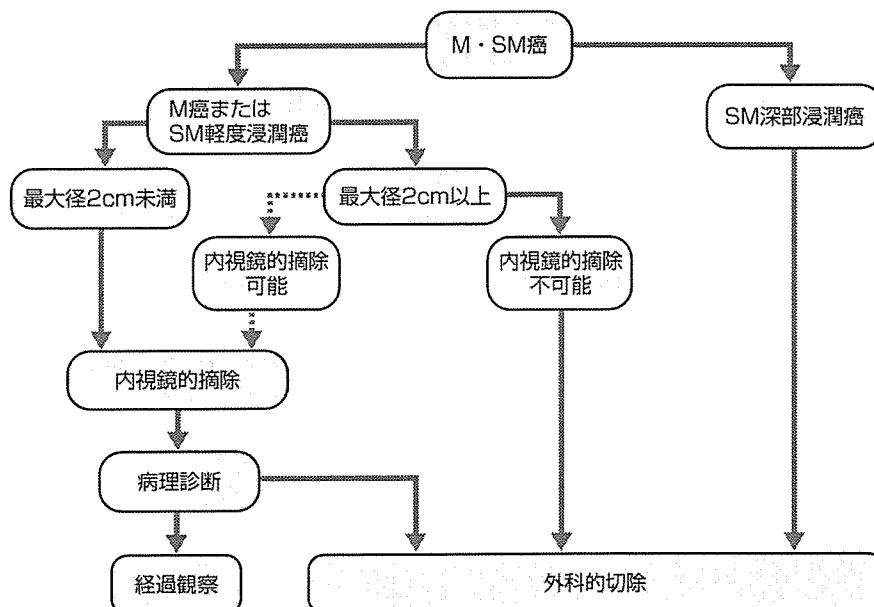 M・SM癌
M癌または
SM軽度浸潤癌
SM深部浸潤癌
最大径2cm未満
最大径2cm以上
内視鏡的摘除
可能
内視鏡的摘除
不可能
内視鏡的摘除
病理診断
経過観察
外科的切除